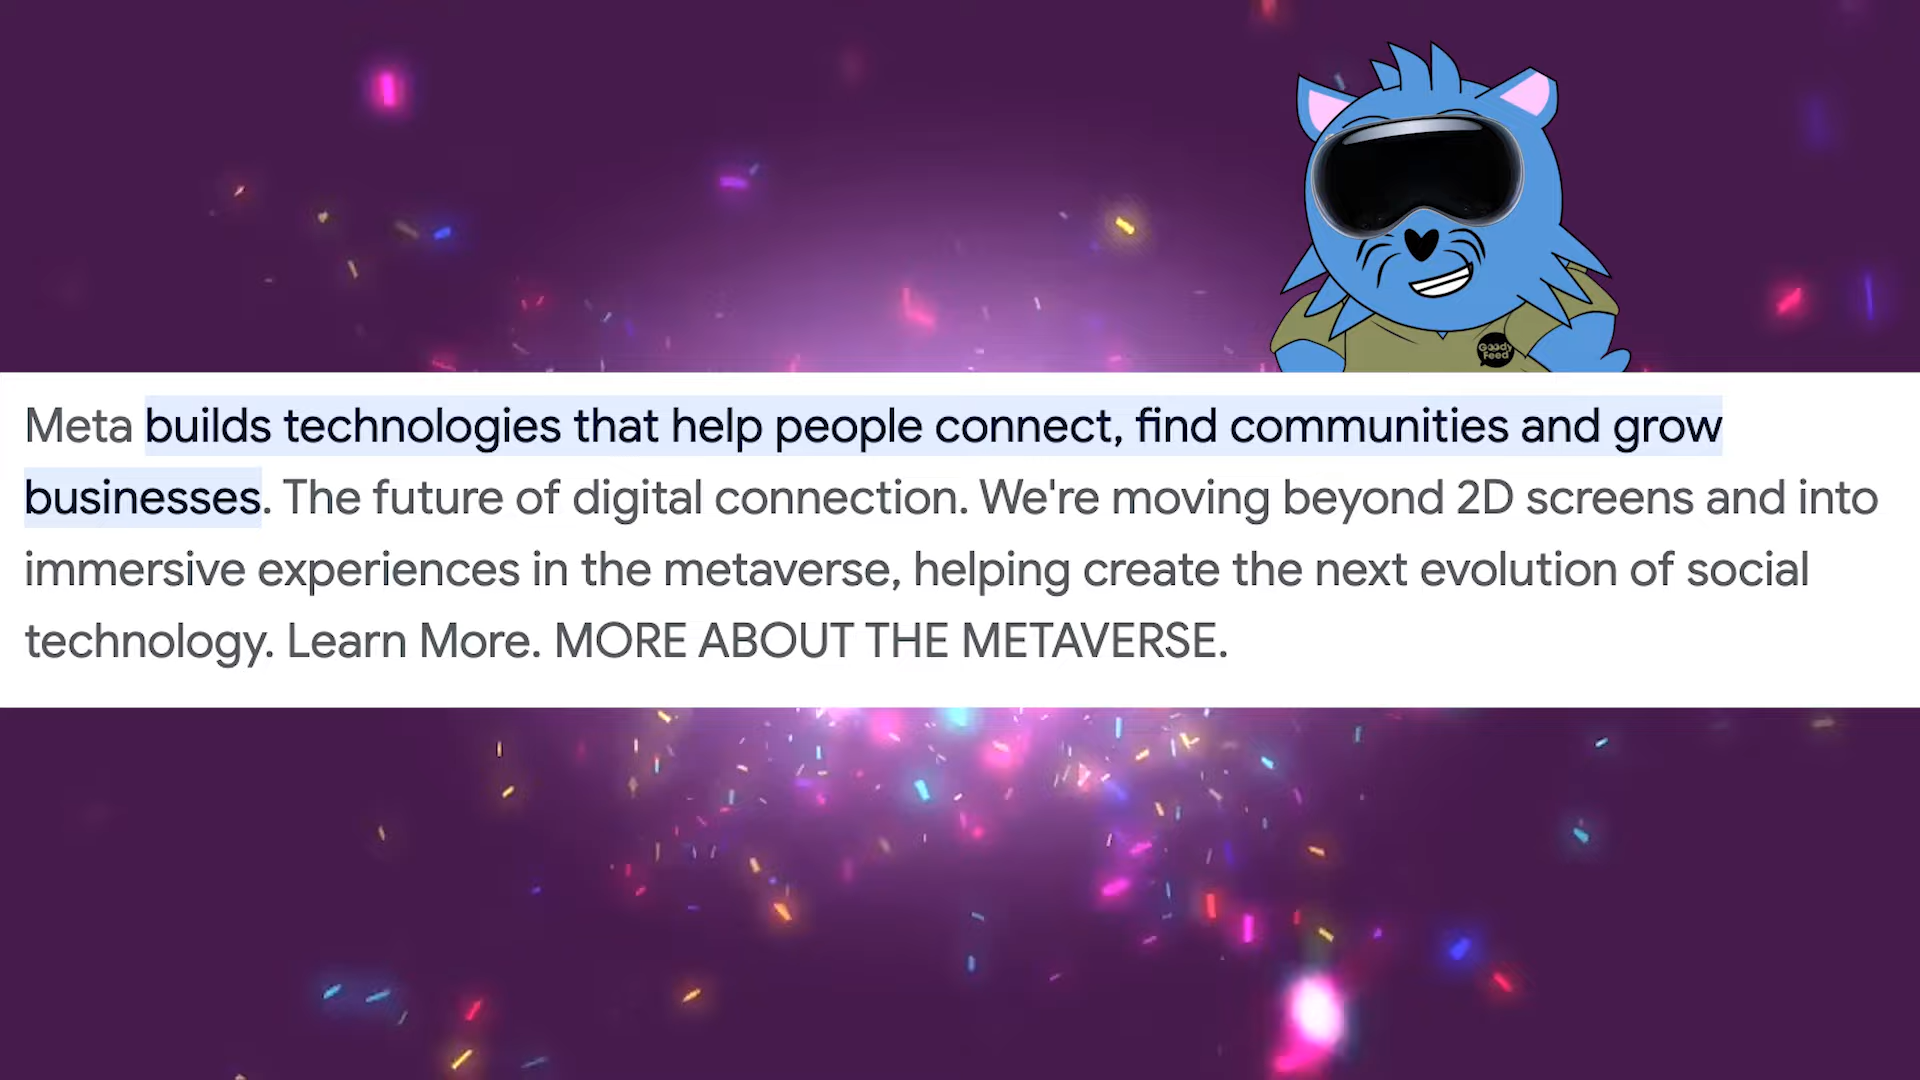 Goody
Feed
Meta builds technologies that help people connect, find communities and grow
businesses. The future of digital connection. We're moving beyond 2D screens and into
immersive experiences in the metaverse, helping create the next evolution of social
technology. Learn More. MORE ABOUT THE METAVERSE.